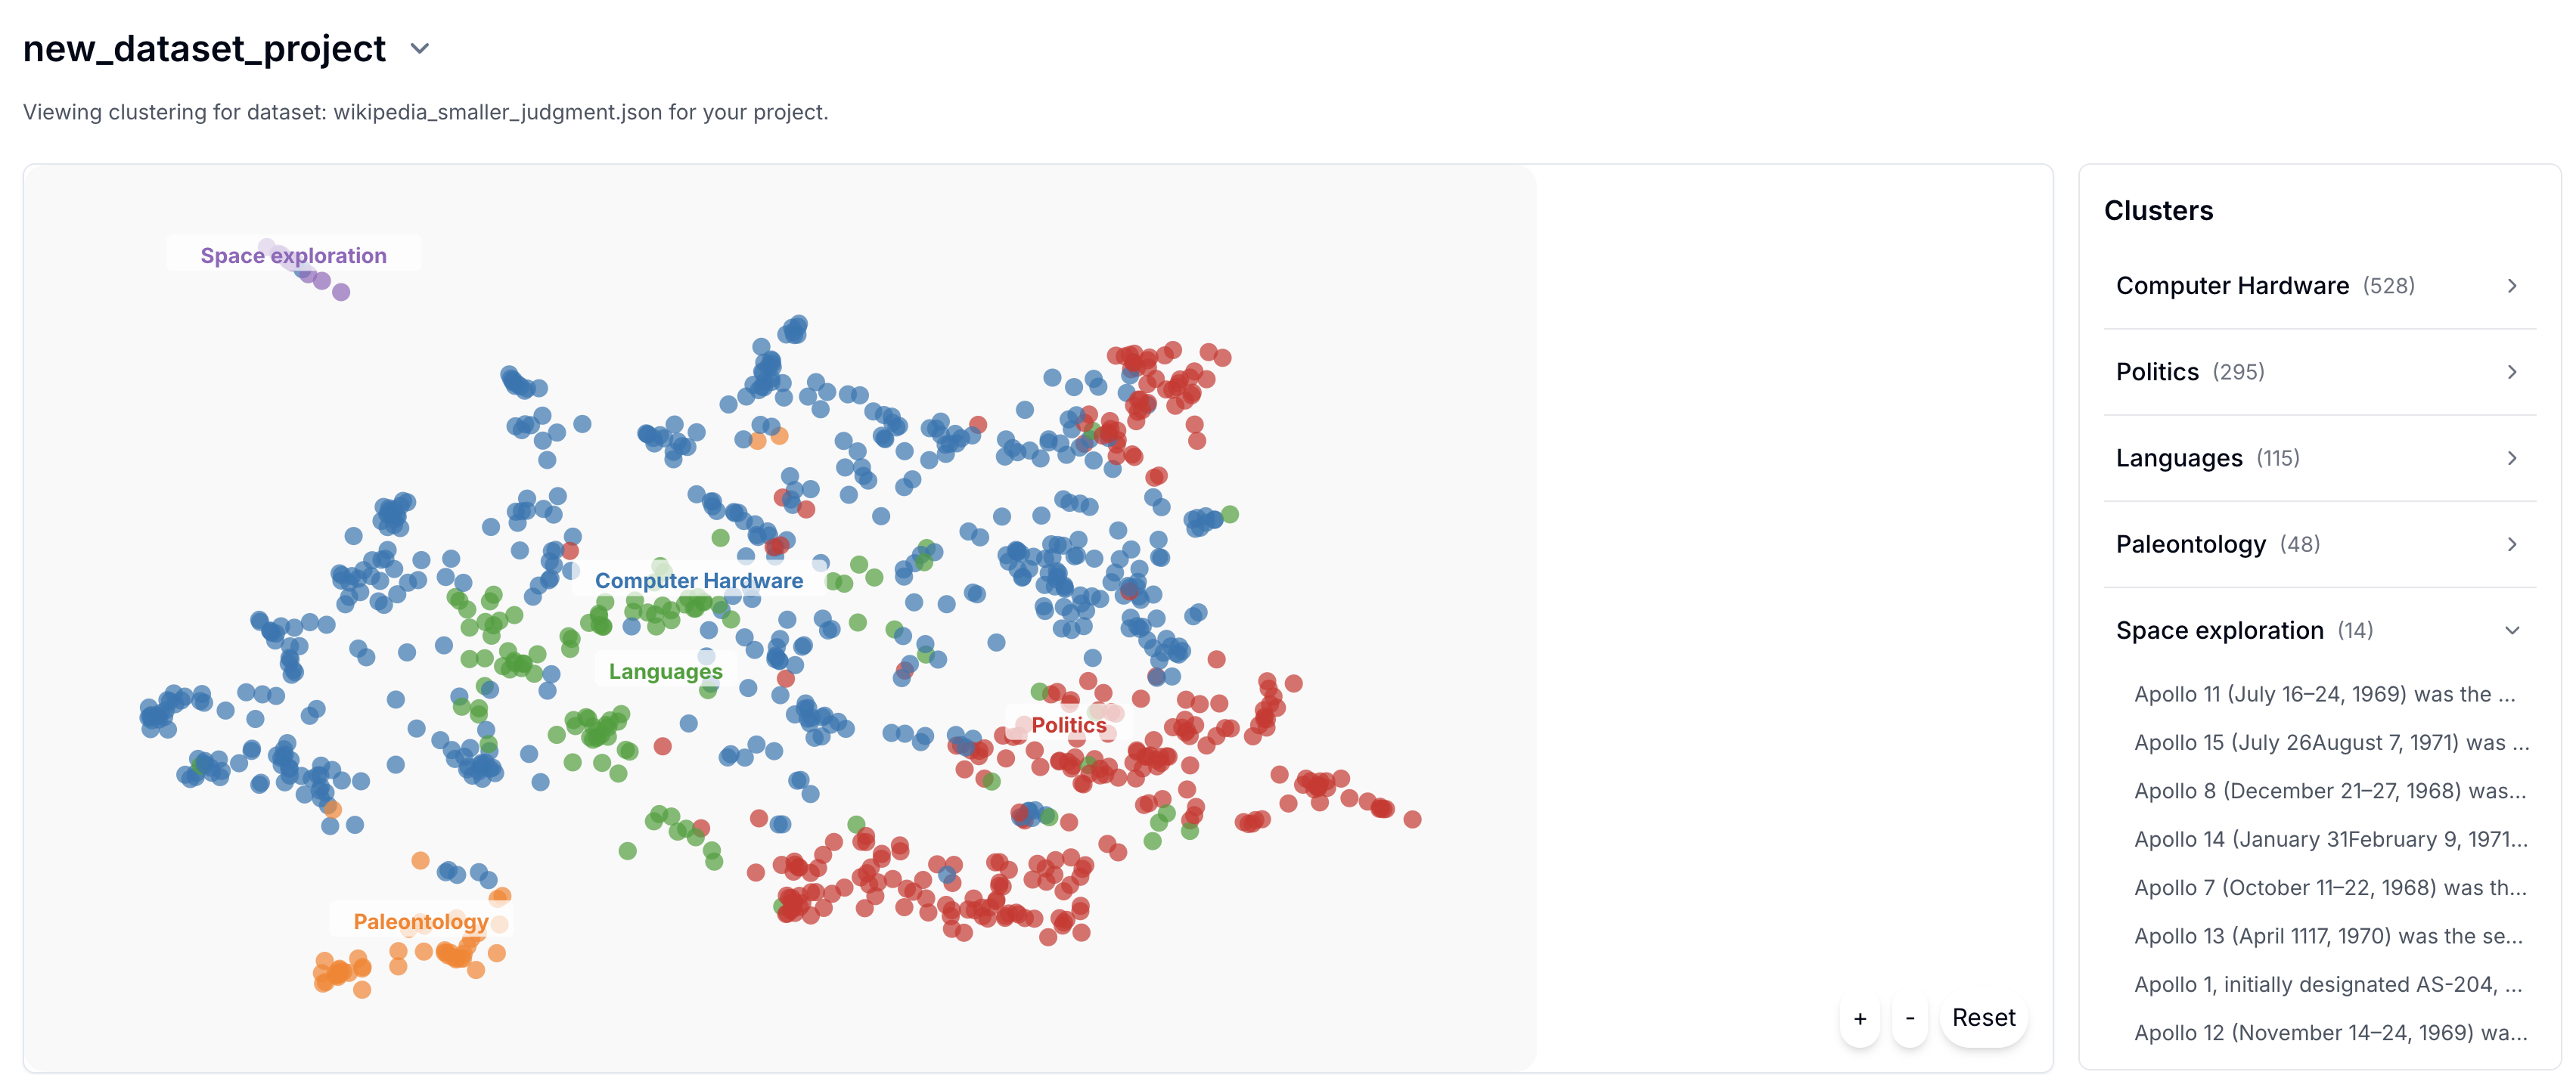 new_dataset_project
Viewing clustering for dataset: wikipedia_smaller_judgment.json for your project.
Space exploration
Computer Hardware
Languages
Politics
Paleontology
+ - Reset
Clusters
Computer Hardware (528)
Politics (295)
Languages (115)
Paleontology (48)
Space exploration (14)
Apollo 11 (July 16–24, 1969) was the ...
Apollo 15 (July 26August 7, 1971) was ...
Apollo 8 (December 21–27, 1968) was...
Apollo 14 (January 31February 9, 1971...
Apollo 7 (October 11–22, 1968) was th...
Apollo 13 (April 1117, 1970) was the se...
Apollo 1, initially designated AS-204, ...
Apollo 12 (November 14–24, 1969) wa...